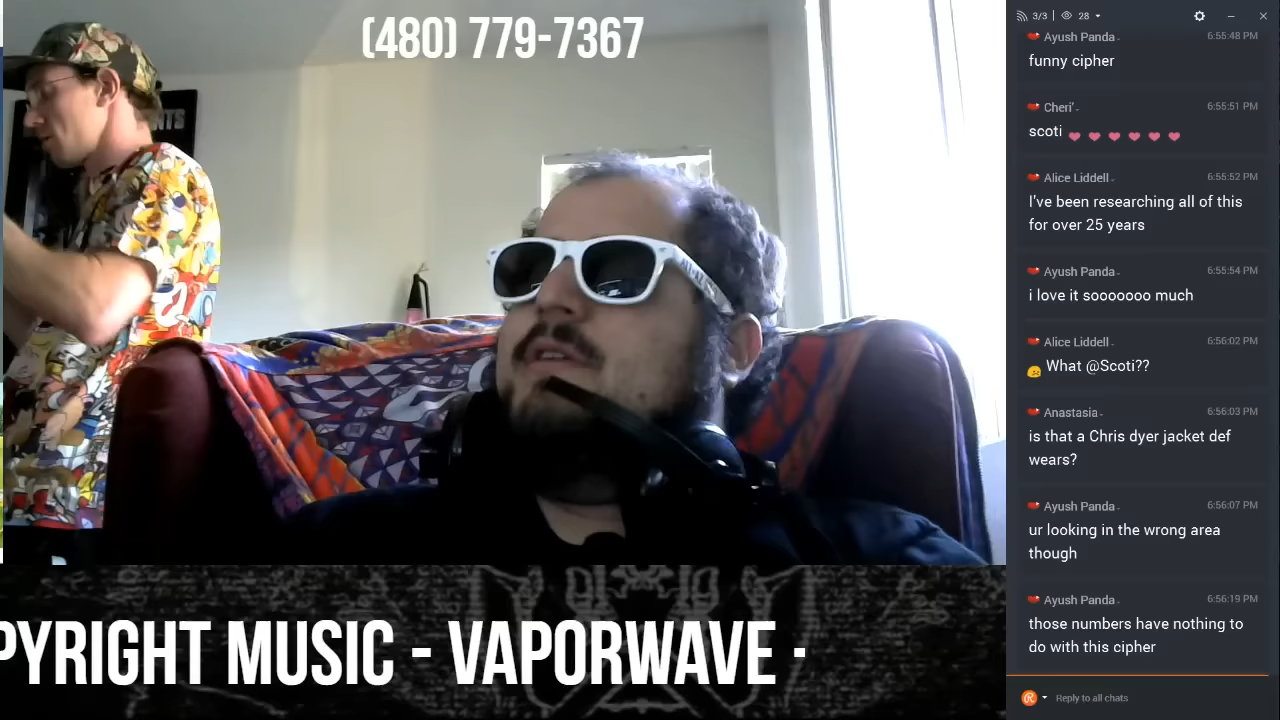 (480) 779-7367
NTS
PYRIGHT MUSIC - VAPORWAVE -
3/3
28
Ayush Panda
6:55:48 PM
funny cipher
Cheri'
6:55:51 PM
scoti
Alice Liddell
6:55:52 PM
I've been researching all of this
for over 25 years
Ayush Panda
6:55:54 PM
i love it sooooooo much
Alice Liddell
6:56:02 PM
What @Scoti??
Anastasia
6:56:03 PM
is that a Chris dyer jacket def
wears?
Ayush Panda
6:56:07 PM
ur looking in the wrong area
though
Ayush Panda
6:56:19 PM
those numbers have nothing to
do with this cipher
Reply to all chats